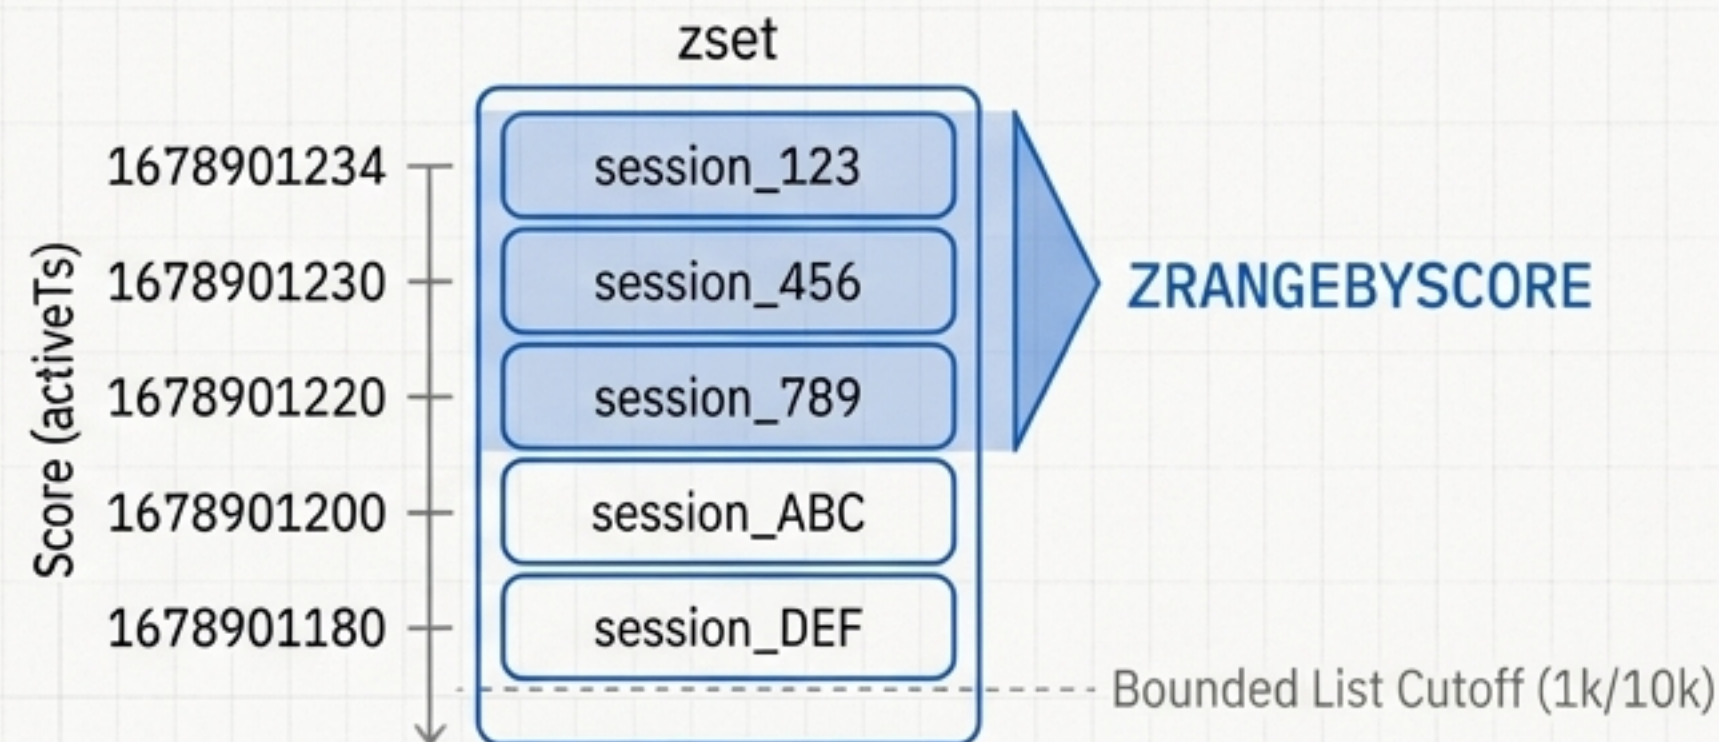 zset
Score (activeTs)
1678901234 session_123
1678901230 session_456
ZRANGEBYSCORE
1678901220 session_789
1678901200 session_ABC
1678901180 session_DEF
Bounded List Cutoff (1k/10k)